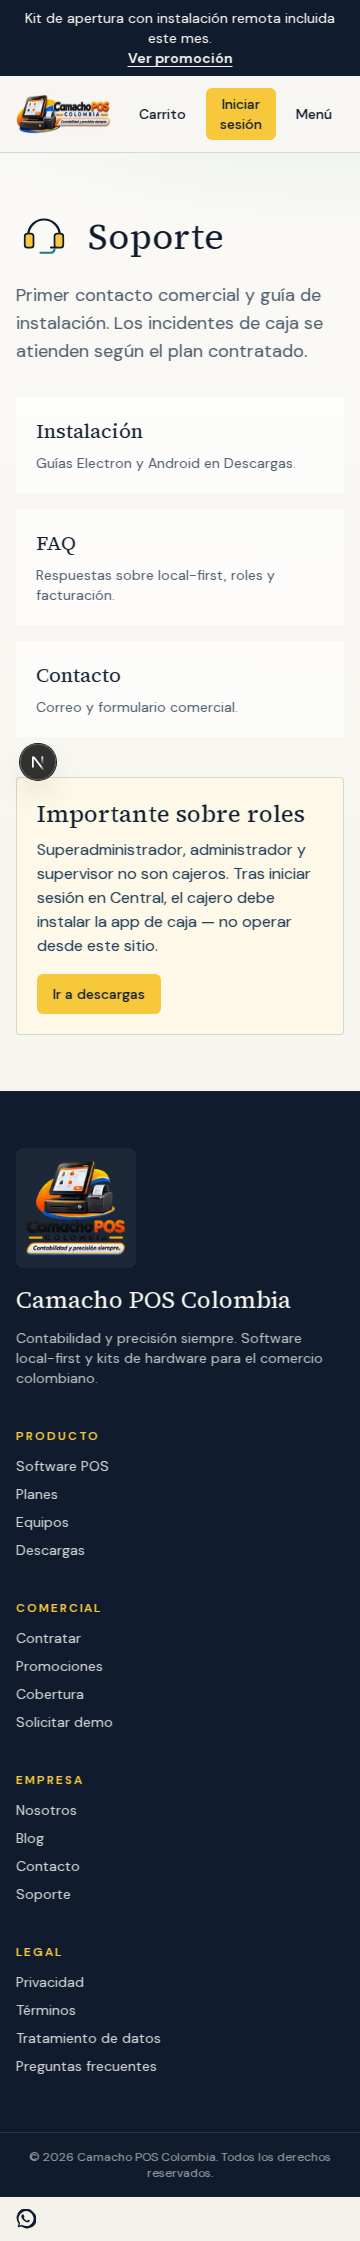 Kit de apertura con instalación remota incluida
este mes.
Ver promoción
CamachoPOS
COLOMBIA
Contabilidad y precisión siempre.
Carrito
Iniciar
sesión
Menú
Soporte
Primer contacto comercial y guía de
instalación. Los incidentes de caja se
atienden según el plan contratado.
Instalación
Guías Electron y Android en Descargas.
FAQ
Respuestas sobre local-first, roles y
facturación.
Contacto
Correo y formulario comercial.
N
Importante sobre roles
Superadministrador, administrador y
supervisor no son cajeros. Tras iniciar
sesión en Central, el cajero debe
instalar la app de caja — no operar
desde este sitio.
Ir a descargas
CamachoPOS
COLOMBIA
Contabilidad y precisión siempre.
Camacho POS Colombia
Contabilidad y precisión siempre. Software
local-first y kits de hardware para el comercio
colombiano.
PRODUCTO
Software POS
Planes
Equipos
Descargas
COMERCIAL
Contratar
Promociones
Cobertura
Solicitar demo
EMPRESA
Nosotros
Blog
Contacto
Soporte
LEGAL
Privacidad
Términos
Tratamiento de datos
Preguntas frecuentes
© 2026 Camacho POS Colombia. Todos los derechos
reservados.